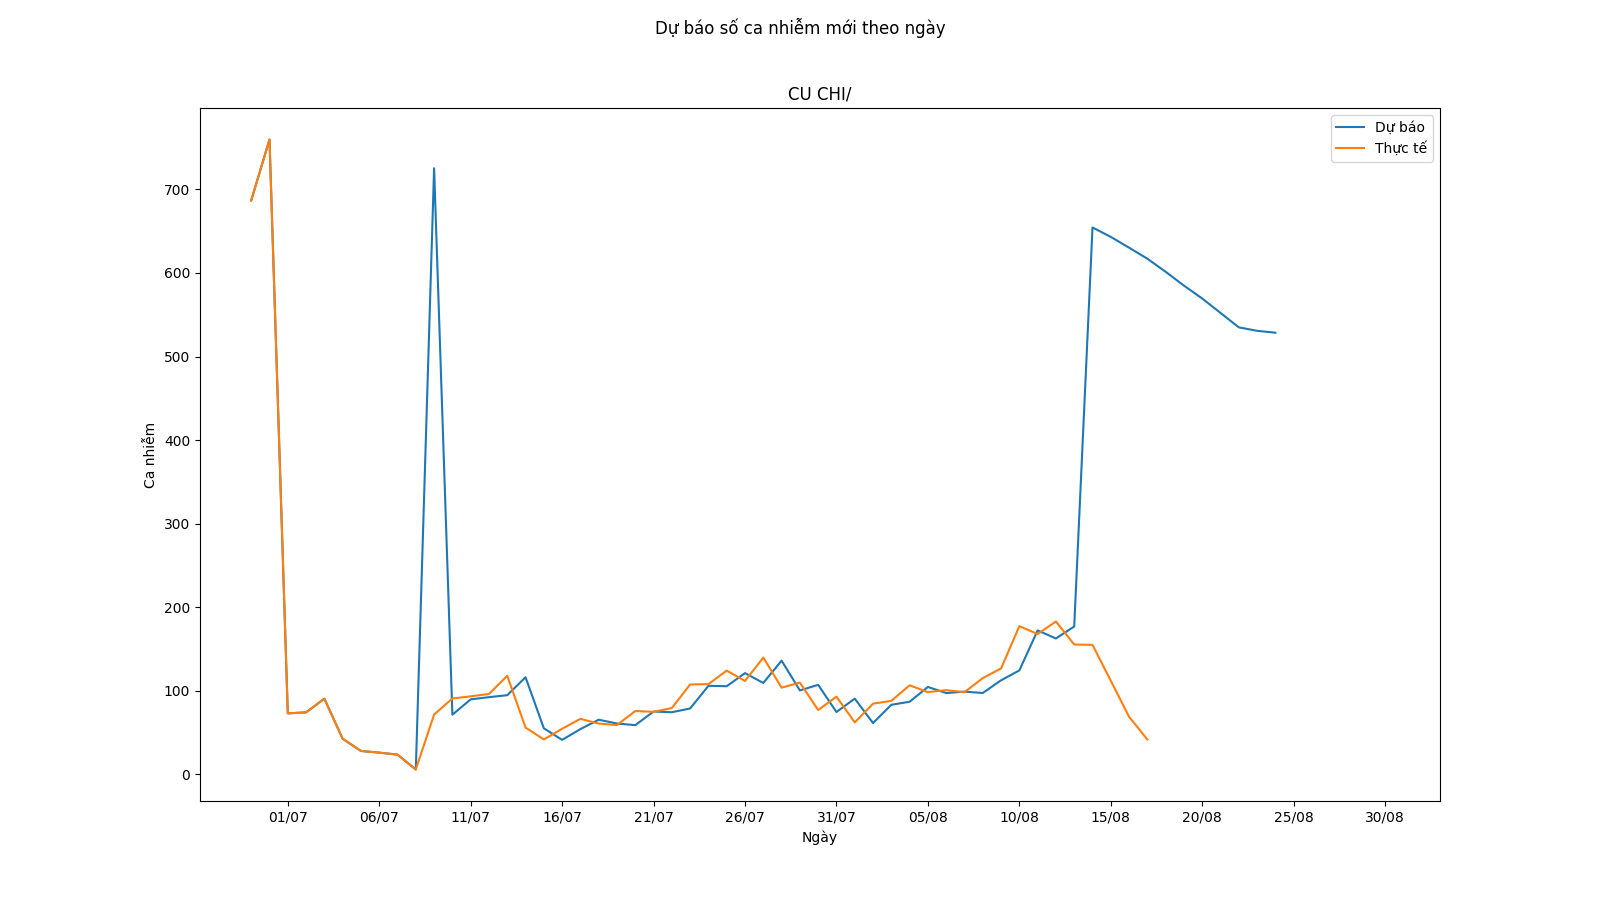 Dự báo số ca nhiễm mới theo ngày
CU CHI/
Dự báo
Thực tế
700
600
500
400
300
200
100
0
Ca nhiễm
01/07 06/07 11/07 16/07 21/07 26/07 31/07 05/08 10/08 15/08 20/08 25/08 30/08
Ngày